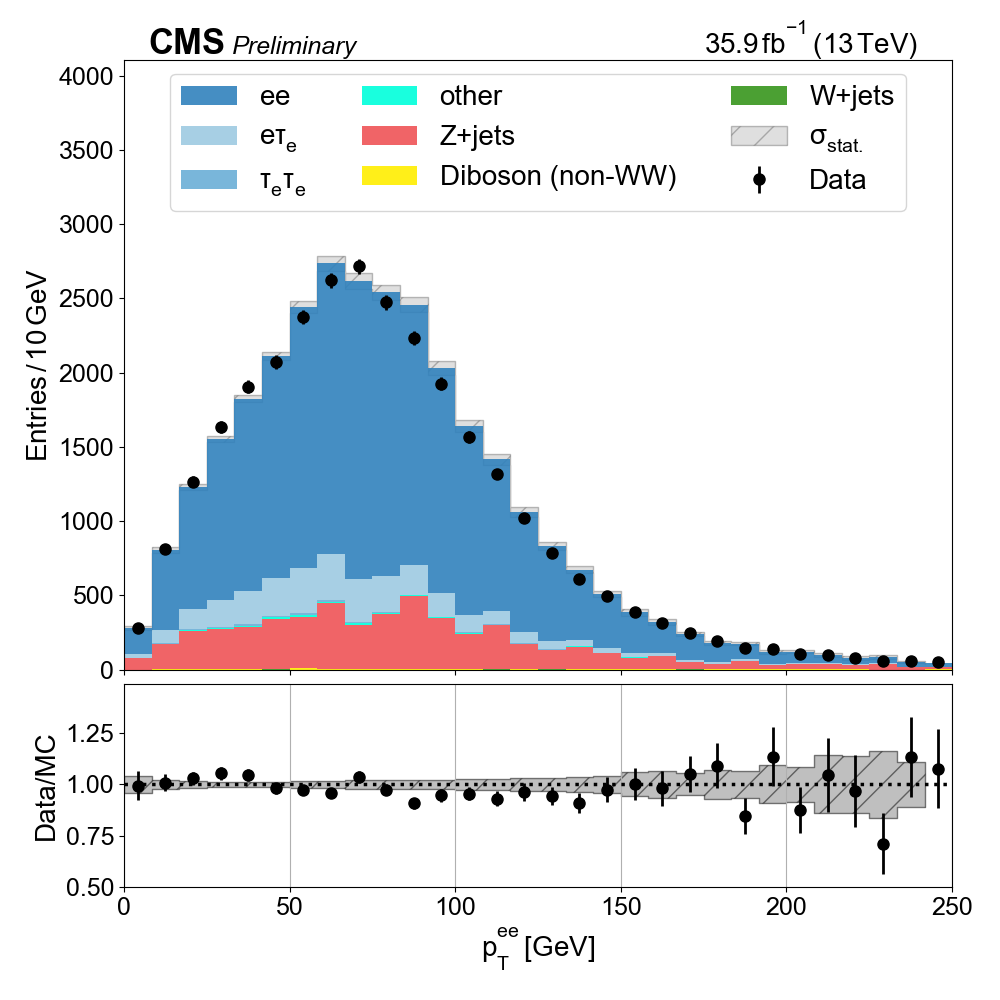 CMS Preliminary 35.9 fb⁻¹ (13 TeV)
ee other W+jets
eτe Z+jets σstat.
τeτe Diboson (non-WW) Data
Entries / 10 GeV
4000
3500
3000
2500
2000
1500
1000
500
0
Data/MC
1.25
1.00
0.75
0.50
0 50 100 150 200 250
pTee [GeV]